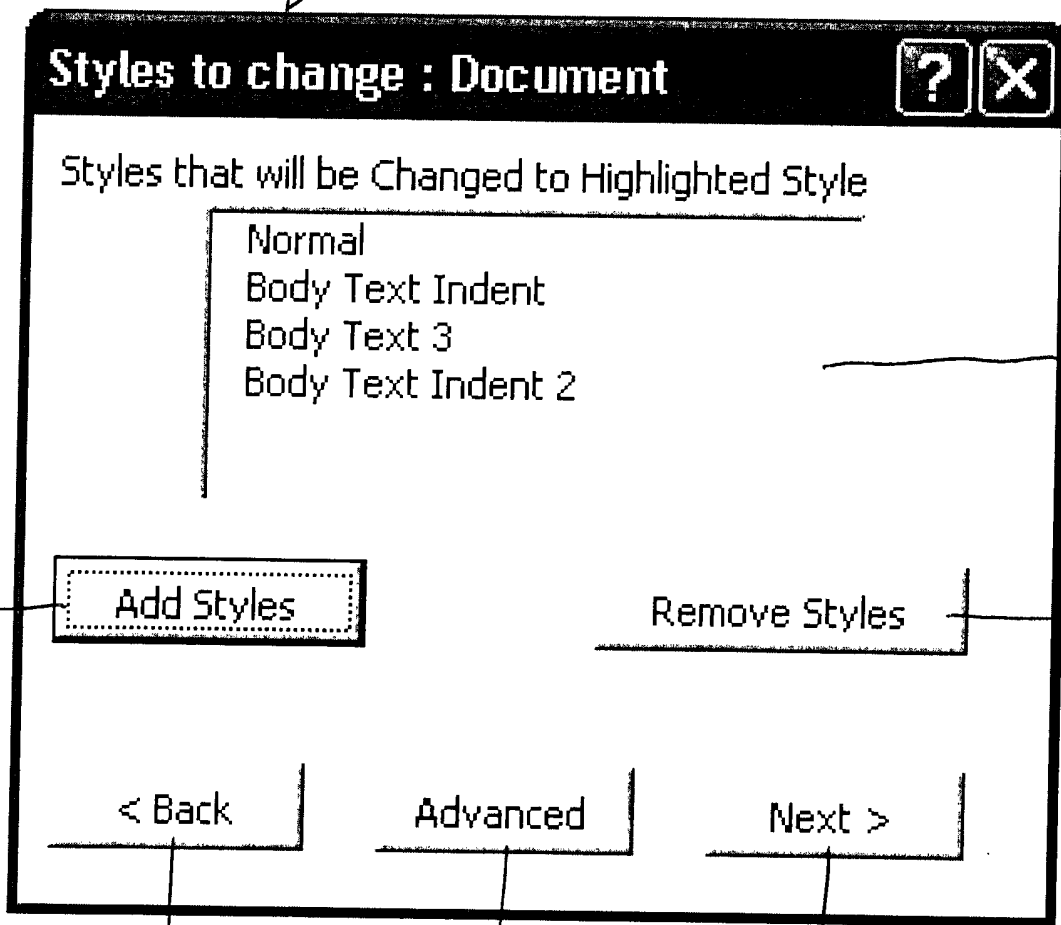 Styles to change : Document ? X
Styles that will be Changed to Highlighted Style
Normal
Body Text Indent
Body Text 3
Body Text Indent 2
Add Styles Remove Styles
< Back Advanced Next >